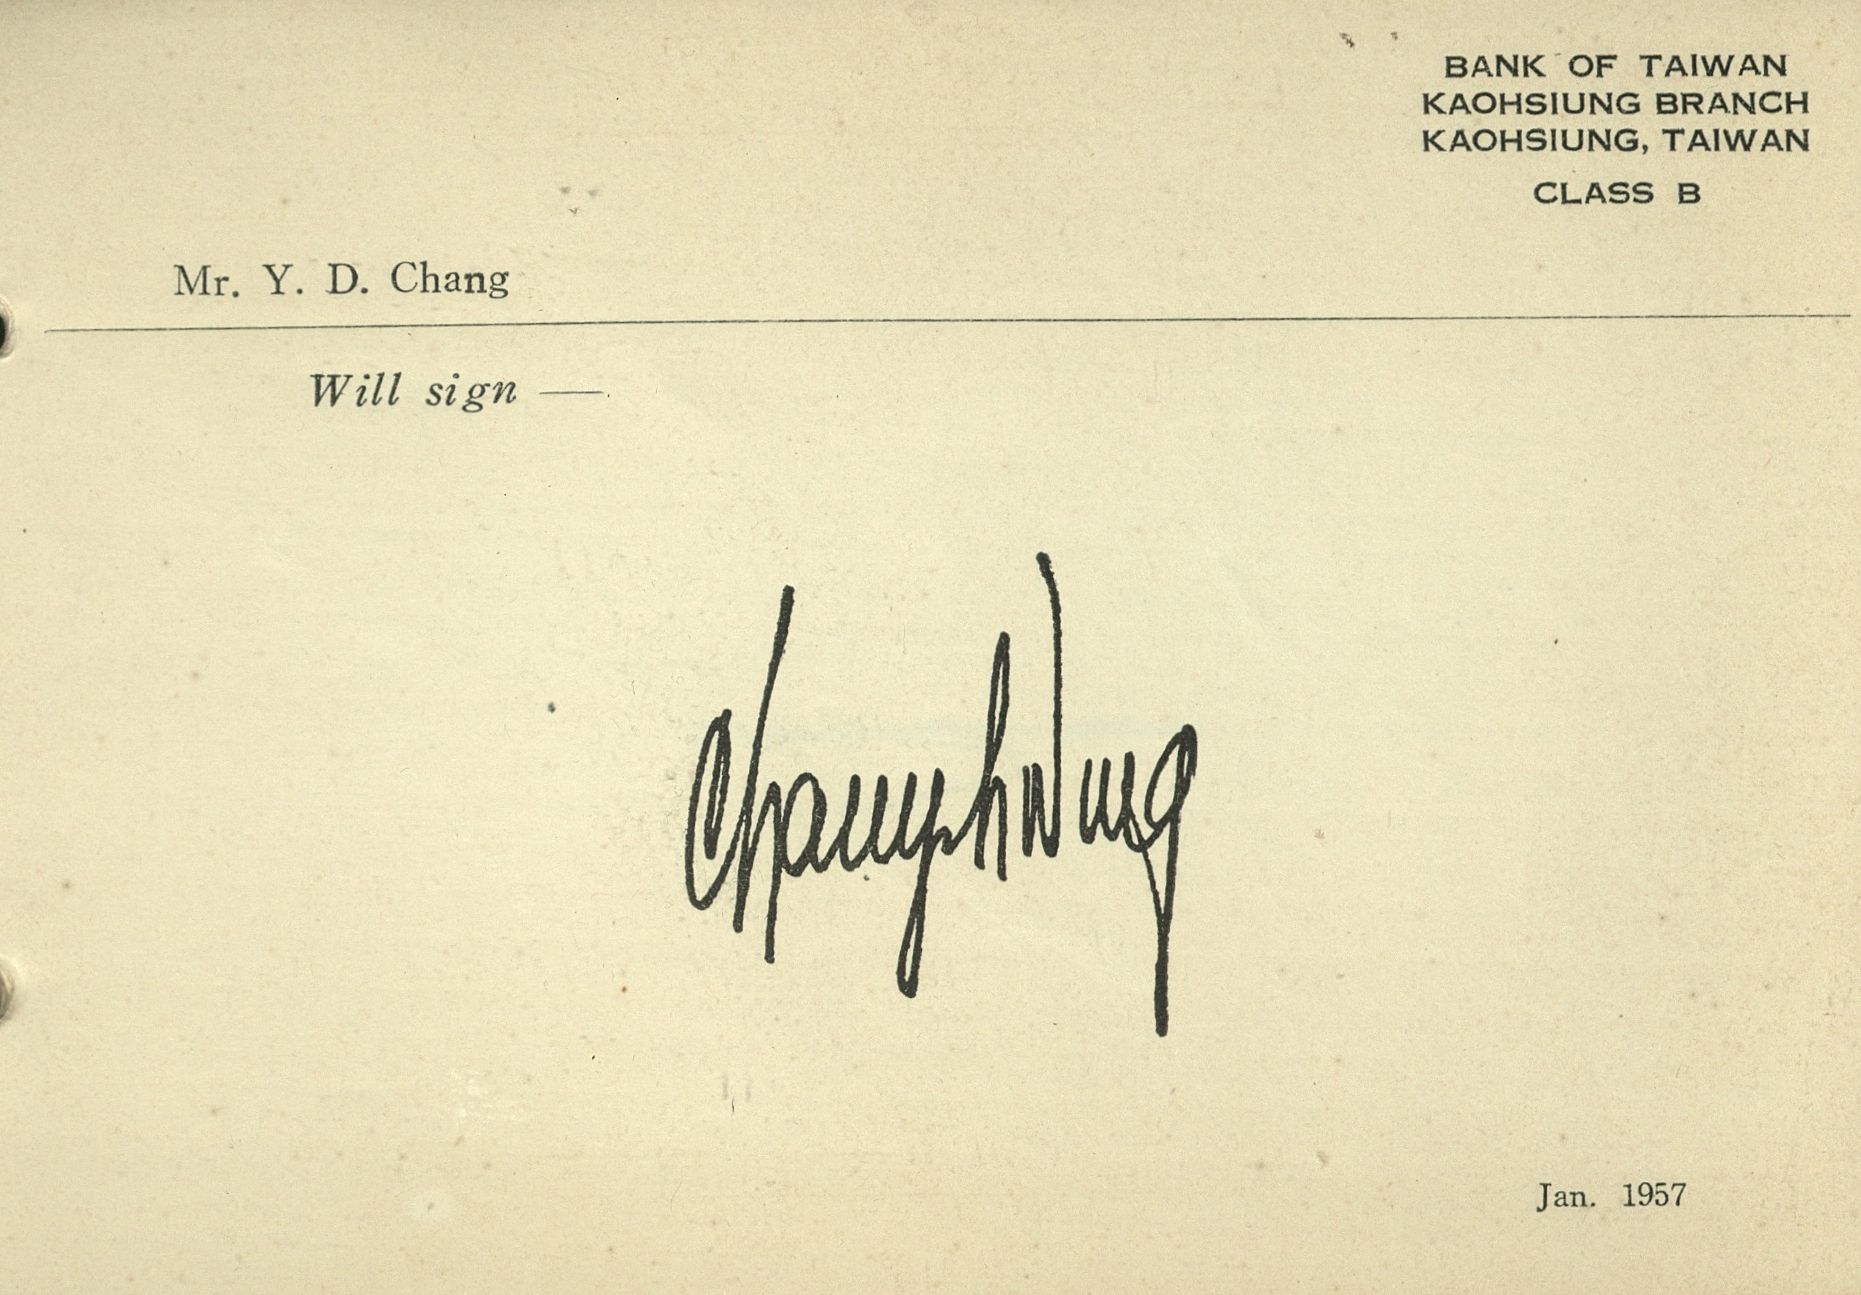 BANK OF TAIWAN
KAOHSIUNG BRANCH
KAOHSIUNG, TAIWAN
CLASS B
Mr. Y. D. Chang
Will sign —
Jan. 1957